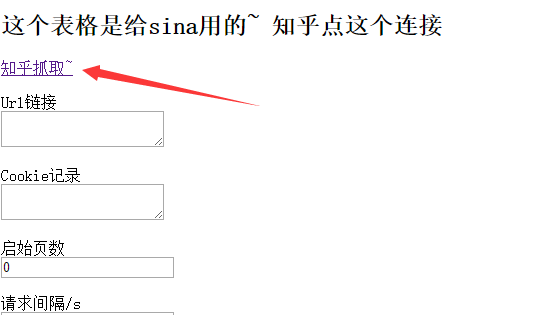 这个表格是给sina用的~ 知乎点这个连接
知乎抓取~
Url链接
Cookie记录
启始页数
0
请求间隔/s